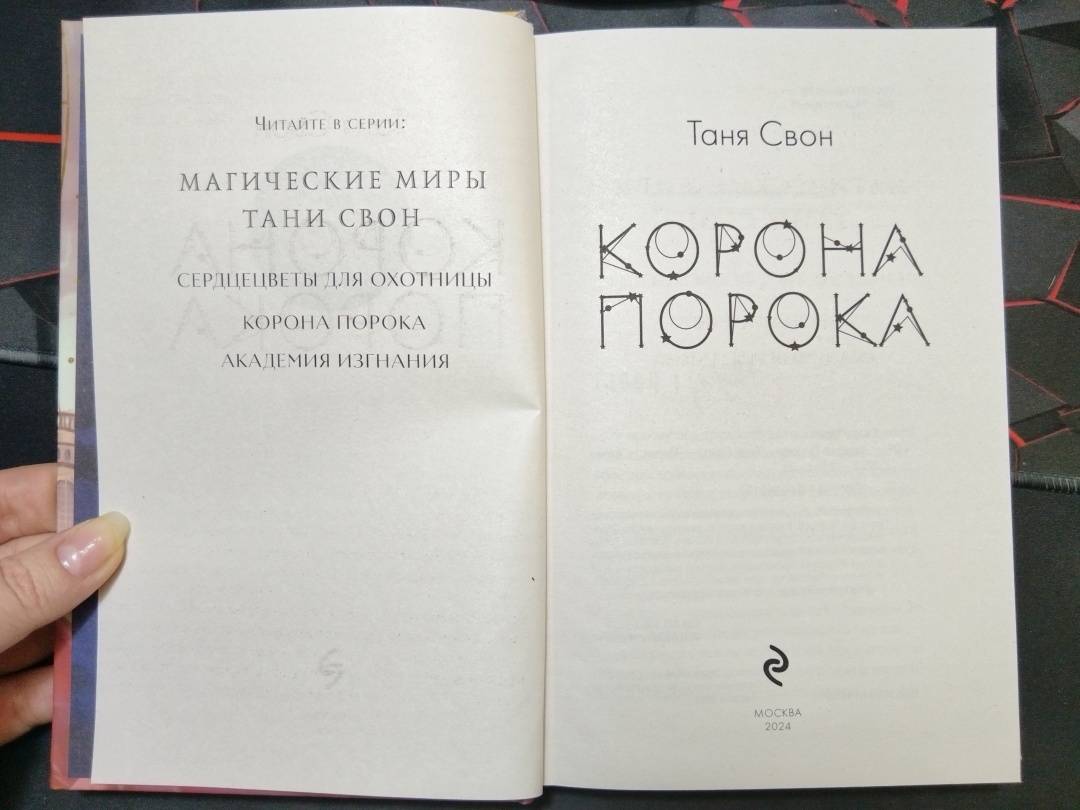 Читайте в серии:
МАГИЧЕСКИЕ МИРЫ
ТАНИ СВОН
СЕРДЦЕЦВЕТЫ ДЛЯ ОХОТНИЦЫ
КОРОНА ПОРОКА
АКАДЕМИЯ ИЗГНАНИЯ
Таня Свон
КОРОНА
ПОРОКА
МОСКВА
2024